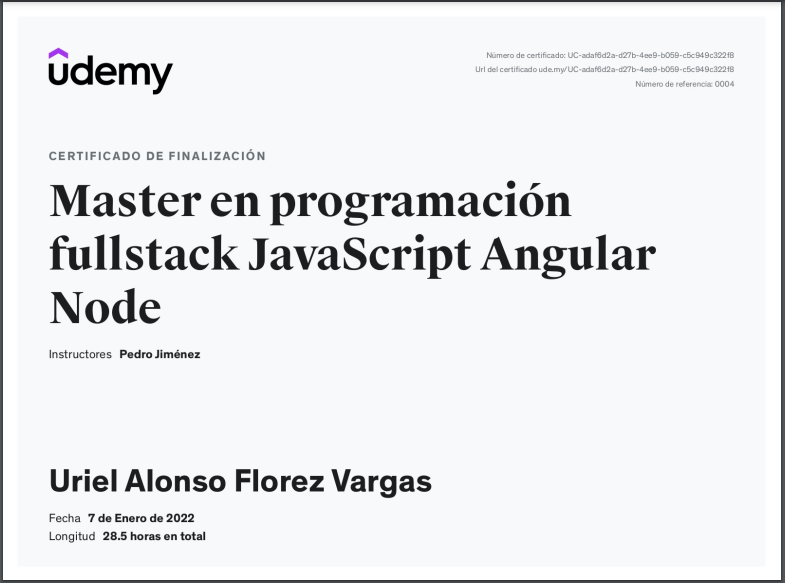 udemy
Número de certificado: UC-adaf6d2a-d27b-4ee9-b059-c5c949c322f8
Url del certificado ude.my/UC-adaf6d2a-d27b-4ee9-b059-c5c949c322f8
Número de referencia: 0004
CERTIFICADO DE FINALIZACIÓN
Master en programación
fullstack JavaScript Angular
Node
Instructores Pedro Jiménez
Uriel Alonso Florez Vargas
Fecha 7 de Enero de 2022
Longitud 28.5 horas en total